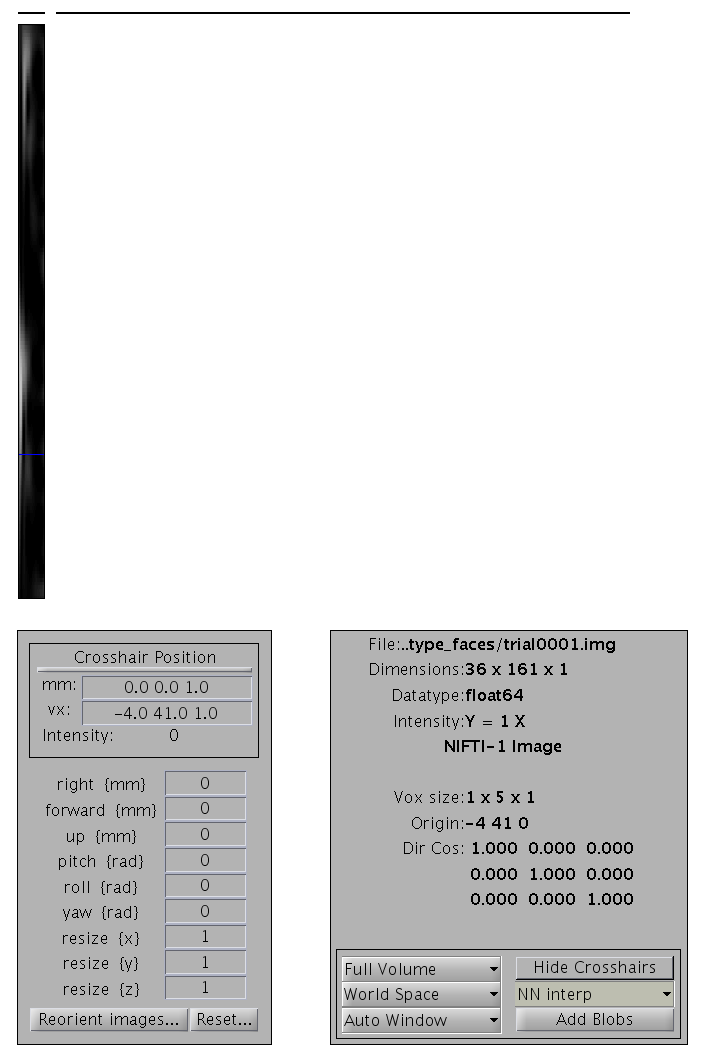 Crosshair Position
mm: 0.0 0.0 1.0
vx: -4.0 41.0 1.0
Intensity: 0
right {mm} 0
forward {mm} 0
up {mm} 0
pitch {rad} 0
roll {rad} 0
yaw {rad} 0
resize {x} 1
resize {y} 1
resize {z} 1
Reorient images... Reset...
File: ..type_faces/trial0001.img
Dimensions: 36 x 161 x 1
Datatype: float64
Intensity: Y = 1 X
NIFTI-1 Image
Vox size: 1 x 5 x 1
Origin: -4 41 0
Dir Cos: 1.000 0.000 0.000
0.000 1.000 0.000
0.000 0.000 1.000
Full Volume Hide Crosshairs
World Space NN interp
Auto Window Add Blobs